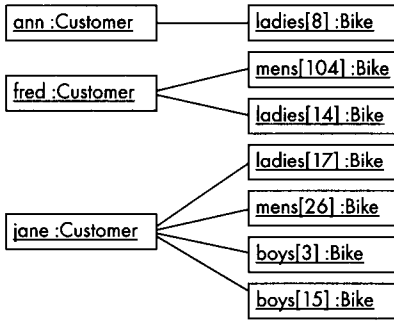 ann :Customer
ladies[8] :Bike
mens[104] :Bike
fred :Customer
ladies[14] :Bike
ladies[17] :Bike
mens[26] :Bike
jane :Customer
boys[3] :Bike
boys[15] :Bike